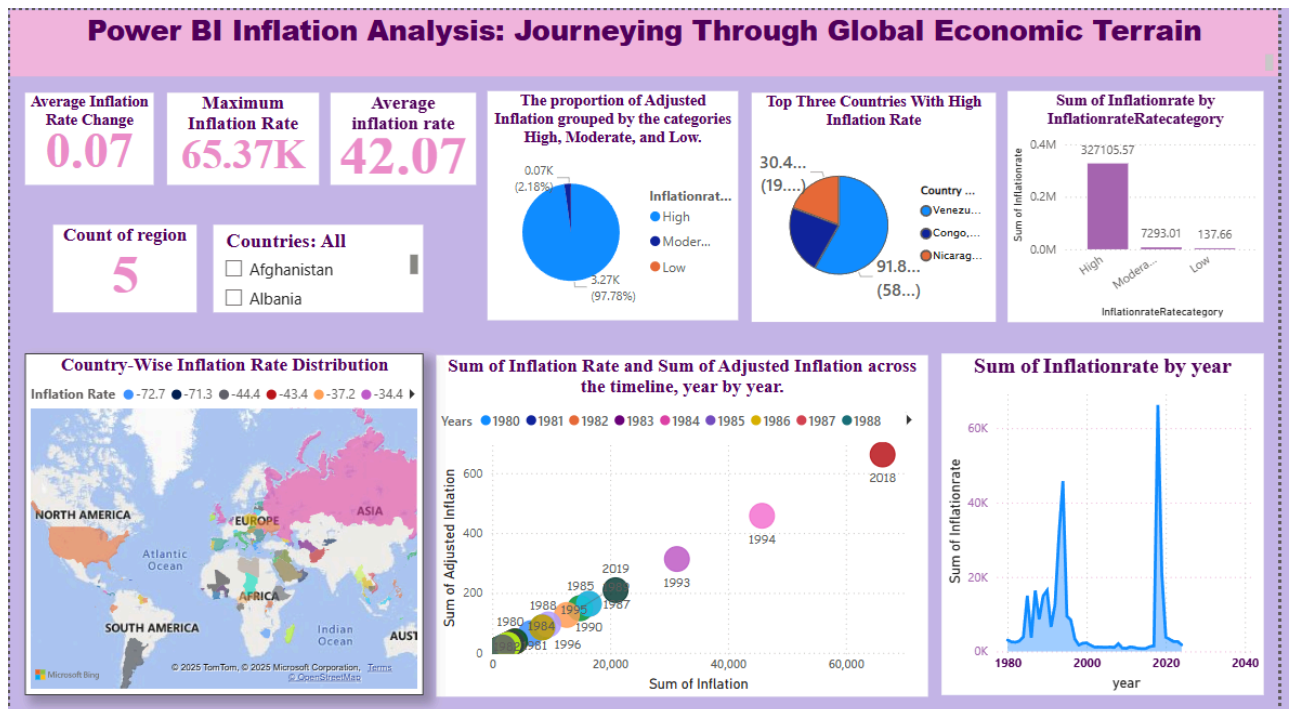 Power BI Inflation Analysis: Journeying Through Global Economic Terrain
Average Inflation
Rate Change
0.07
Maximum
Inflation Rate
65.37K
Average
inflation rate
42.07
Count of region
5
Countries: All
Afghanistan
Albania
The proportion of Adjusted
Inflation grouped by the categories
High, Moderate, and Low.
0.07K
(2.18%)
3.27K
(97.78%)
Inflationrat...
High
Moder...
Low
Top Three Countries With High
Inflation Rate
30.4...
(19....)
91.8...
(58...)
Country ...
Venezu...
Congo,...
Nicarag...
Sum of Inflationrate by
InflationrateRatecategory
Sum of Inflationrate
0.4M
0.2M
0.0M
327105.57
7293.01
137.66
High
Modera...
Low
InflationrateRatecategory
Country-Wise Inflation Rate Distribution
Inflation Rate -72.7 -71.3 -44.4 -43.4 -37.2 -34.4
NORTH AMERICA
EUROPE
ASIA
Atlantic
Ocean
AFRICA
SOUTH AMERICA
Indian
Ocean
AUST
Microsoft Bing
© 2025 TomTom, © 2025 Microsoft Corporation, Terms
© OpenStreetMap
Sum of Inflation Rate and Sum of Adjusted Inflation across
the timeline, year by year.
Years 1980 1981 1982 1983 1984 1985 1986 1987 1988
Sum of Adjusted Inflation
600
400
200
0
2018
1994
1993
2019
1985
1987
1988
1995
1990
1980
1984
1981
1996
0
20,000
40,000
60,000
Sum of Inflation
Sum of Inflationrate by year
Sum of Inflationrate
60K
40K
20K
0K
1980
2000
2020
2040
year